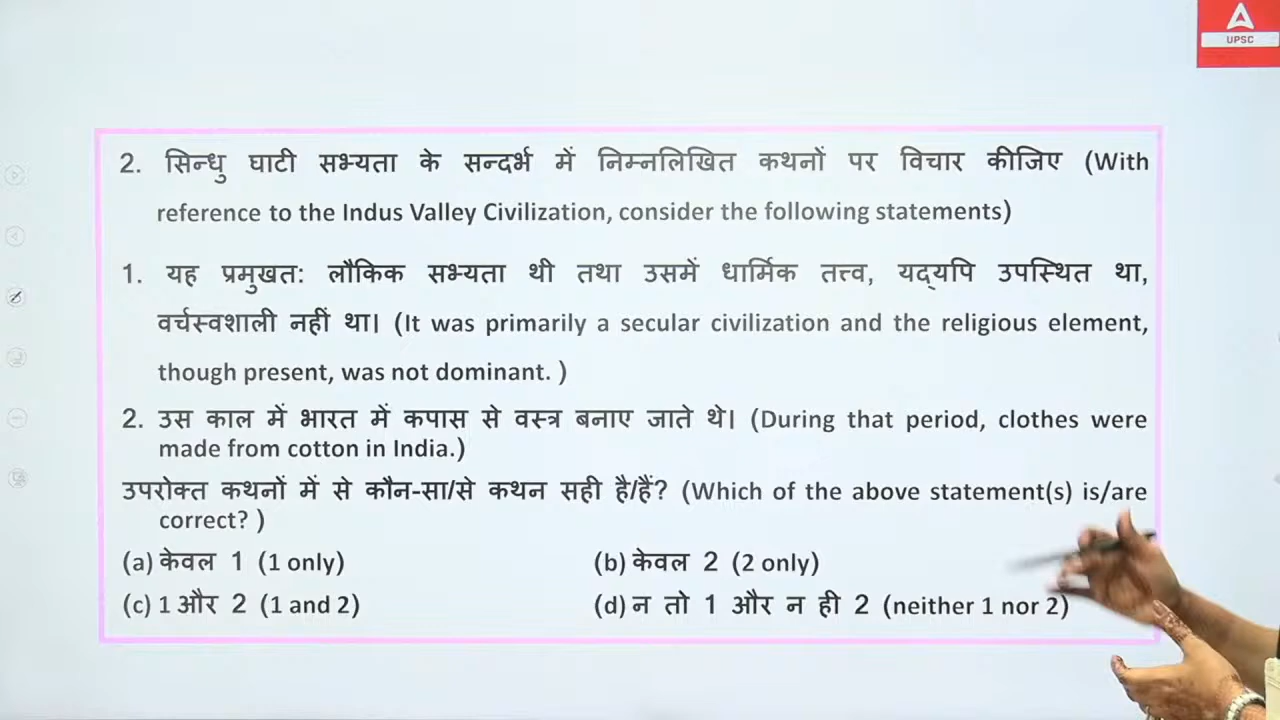 UPSC
2. सिन्धु घाटी सभ्यता के सन्दर्भ में निम्नलिखित कथनों पर विचार कीजिए (With
reference to the Indus Valley Civilization, consider the following statements)
1. यह प्रमुखत: लौकिक सभ्यता थी तथा उसमें धार्मिक तत्त्व, यद्यपि उपस्थित था,
वर्चस्वशाली नहीं था। (It was primarily a secular civilization and the religious element,
though present, was not dominant. )
2. उस काल में भारत में कपास से वस्त्र बनाए जाते थे। (During that period, clothes were
made from cotton in India.)
उपरोक्त कथनों में से कौन-सा/से कथन सही है/हैं? (Which of the above statement(s) is/are
correct? )
(a) केवल 1 (1 only) (b) केवल 2 (2 only)
(c) 1 और 2 (1 and 2) (d) न तो 1 और न ही 2 (neither 1 nor 2)